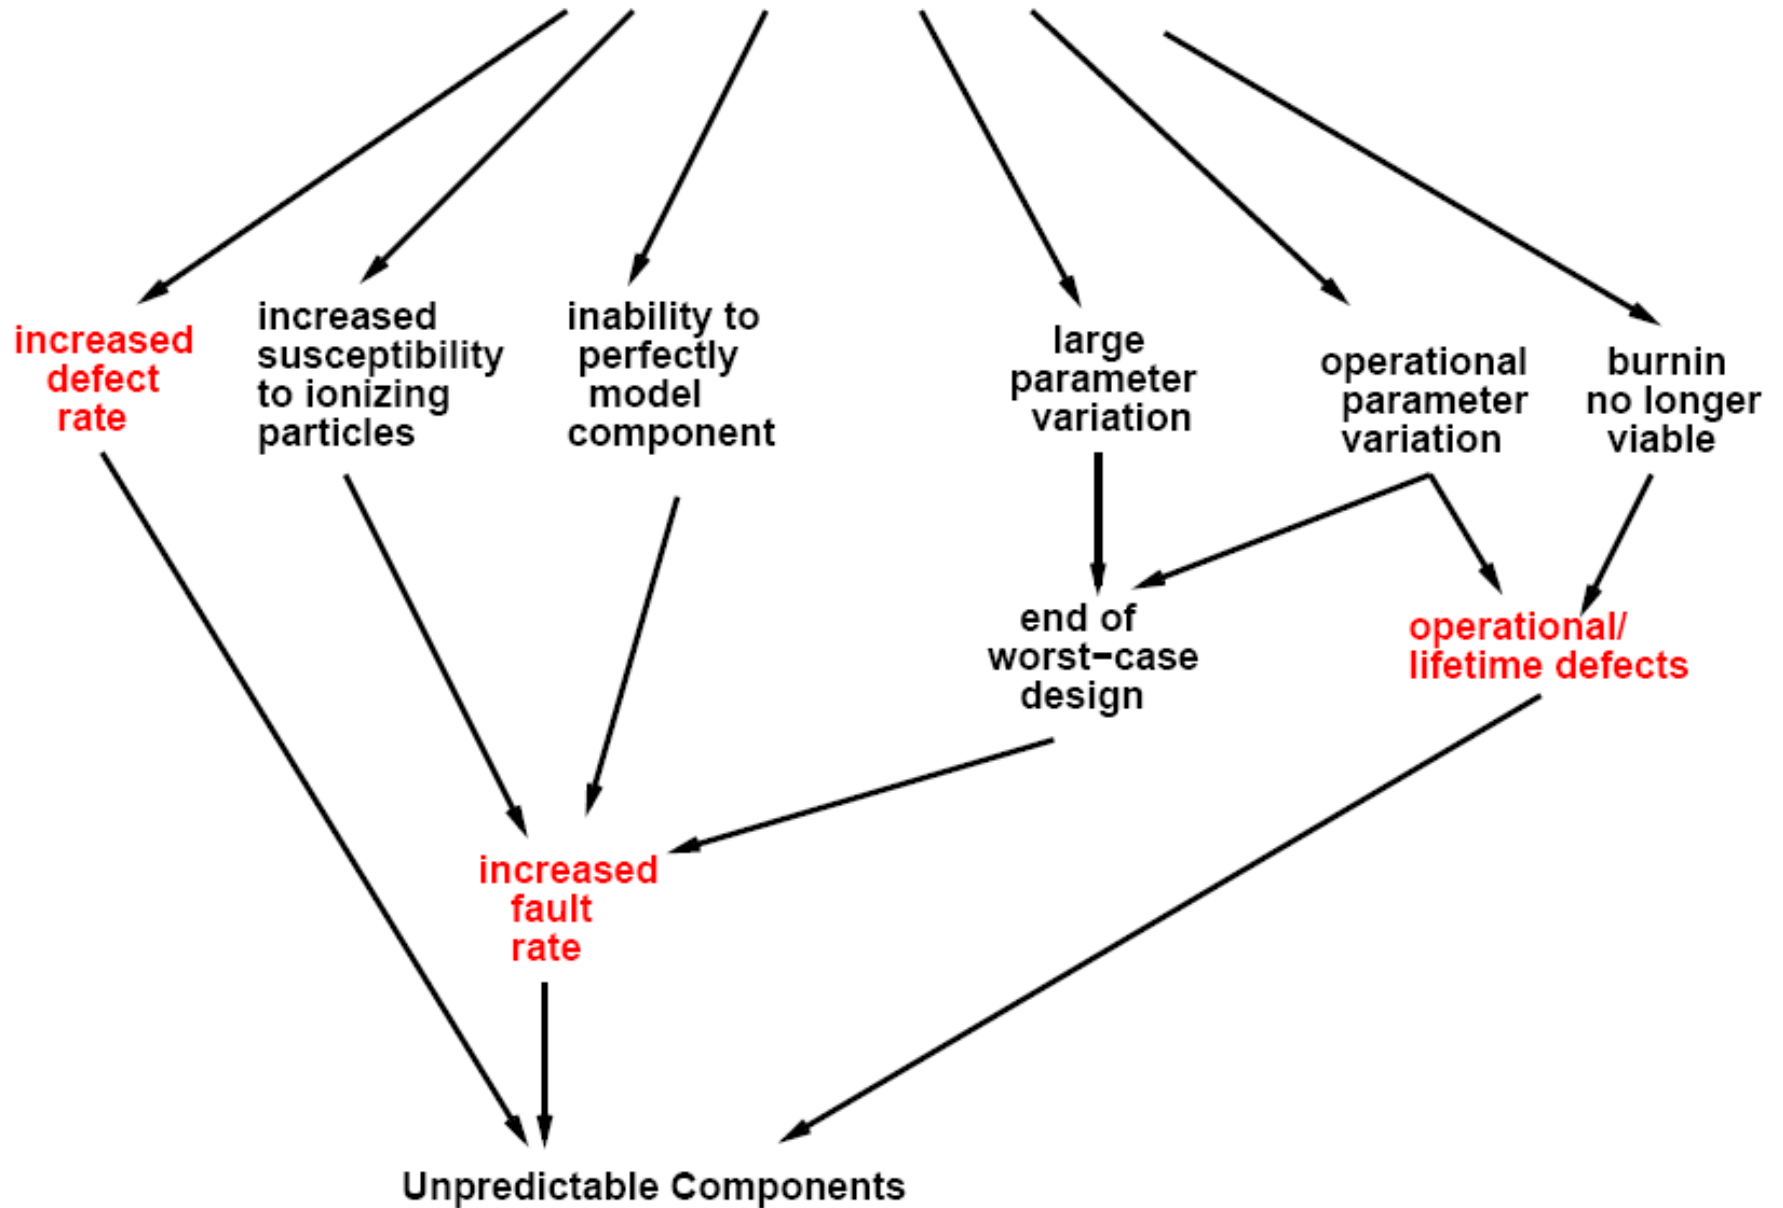 increased
defect
rate
increased
susceptibility
to ionizing
particles
inability to
perfectly
model
component
large
parameter
variation
operational
parameter
variation
burnin
no longer
viable
end of
worst−case
design
operational/
lifetime defects
increased
fault
rate
Unpredictable Components